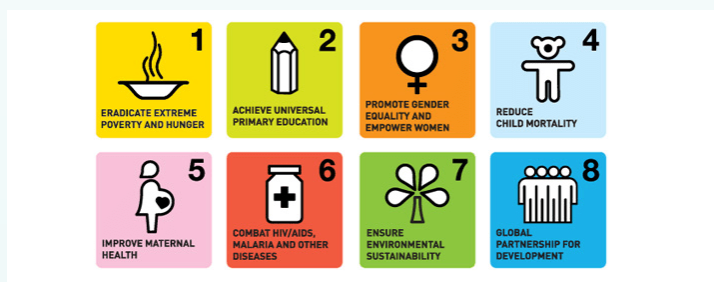 1
ERADICATE EXTREME
POVERTY AND HUNGER
2
ACHIEVE UNIVERSAL
PRIMARY EDUCATION
3
PROMOTE GENDER
EQUALITY AND
EMPOWER WOMEN
4
REDUCE
CHILD MORTALITY
5
IMPROVE MATERNAL
HEALTH
6
COMBAT HIV/AIDS,
MALARIA AND OTHER
DISEASES
7
ENSURE
ENVIRONMENTAL
SUSTAINABILITY
8
GLOBAL
PARTNERSHIP FOR
DEVELOPMENT